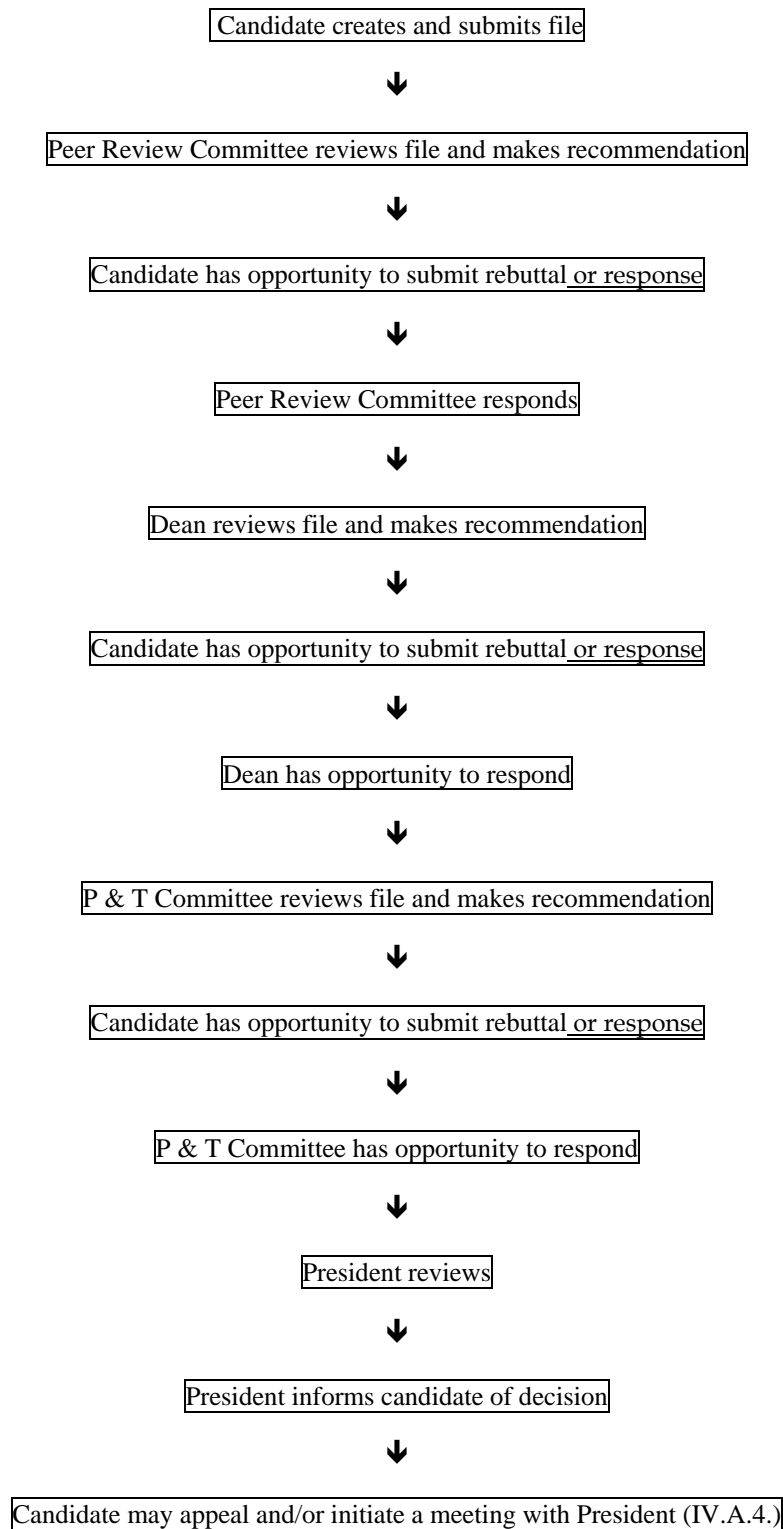 Candidate creates and submits file
Peer Review Committee reviews file and makes recommendation
Candidate has opportunity to submit rebuttal or response
Peer Review Committee responds
Dean reviews file and makes recommendation
Candidate has opportunity to submit rebuttal or response
Dean has opportunity to respond
P & T Committee reviews file and makes recommendation
Candidate has opportunity to submit rebuttal or response
P & T Committee has opportunity to respond
President reviews
President informs candidate of decision
Candidate may appeal and/or initiate a meeting with President (IV.A.4.)